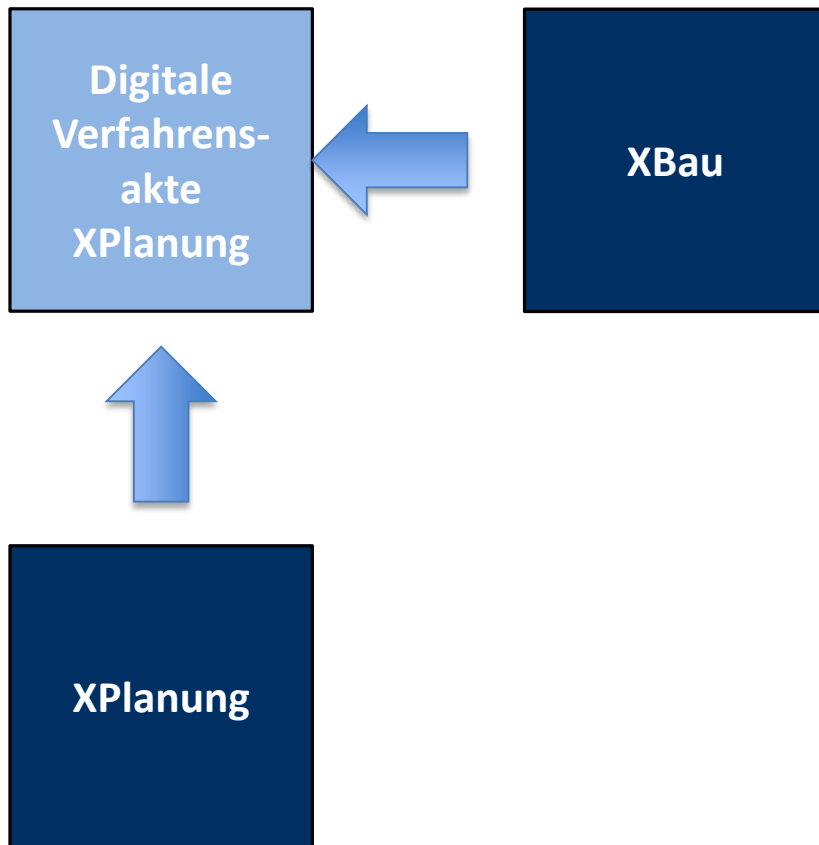 Digitale
Verfahrens-
akte
XPlanung
XBau
XPlanung